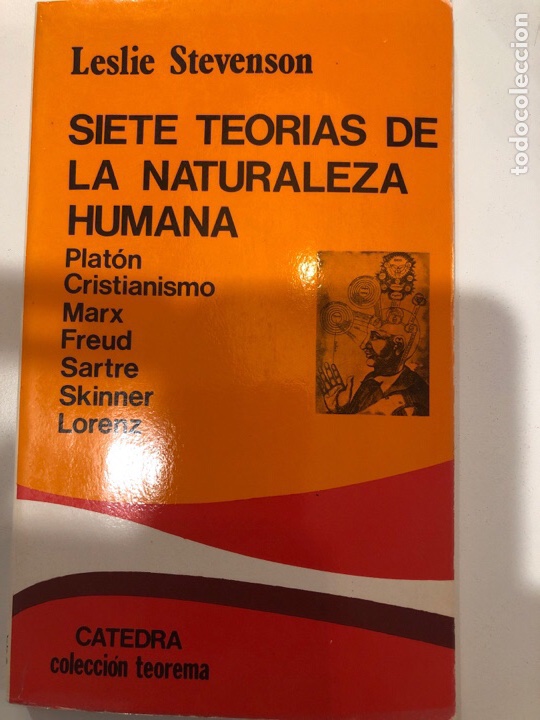 Leslie Stevenson
SIETE TEORIAS DE
LA NATURALEZA
HUMANA
Platón
Cristianismo
Marx
Freud
Sartre
Skinner
Lorenz
CATEDRA
colección teorema
todocoleccion